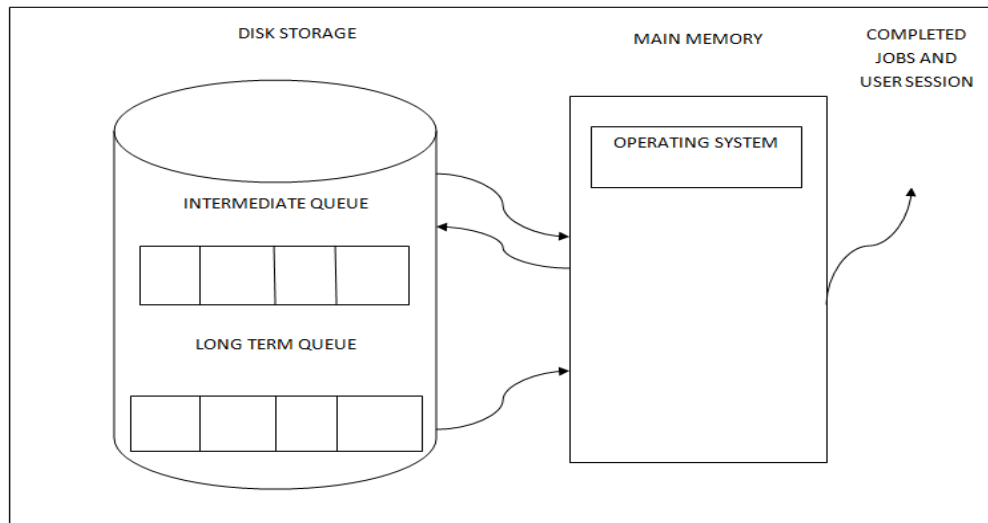 DISK STORAGE
MAIN MEMORY
COMPLETED
JOBS AND
USER SESSION
OPERATING SYSTEM
INTERMEDIATE QUEUE
LONG TERM QUEUE